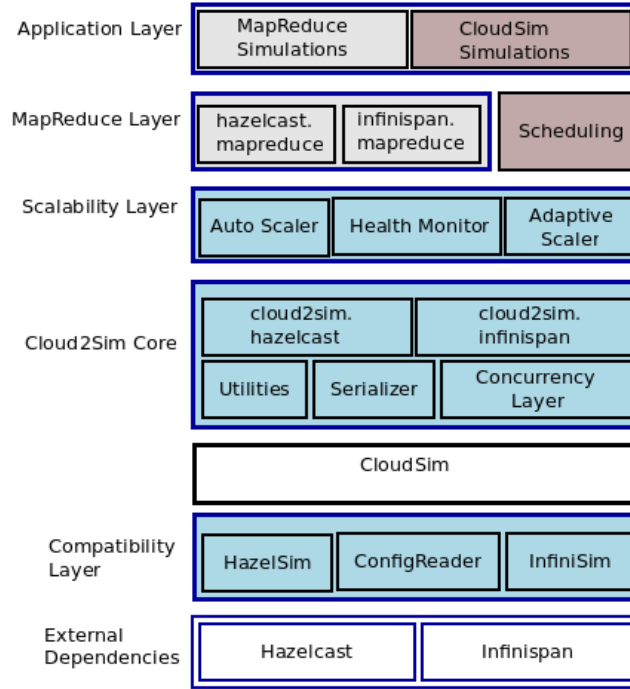 Application Layer
MapReduce
Simulations
CloudSim
Simulations
MapReduce Layer
hazelcast.
mapreduce
infinispan.
mapreduce
Scheduling
Scalability Layer
Auto Scaler
Health Monitor
Adaptive
Scaler
Cloud2Sim Core
cloud2sim.
hazelcast
cloud2sim.
infinispan
Utilities
Serializer
Concurrency
Layer
CloudSim
Compatibility
Layer
HazelSim
ConfigReader
InfiniSim
External
Dependencies
Hazelcast
Infinispan